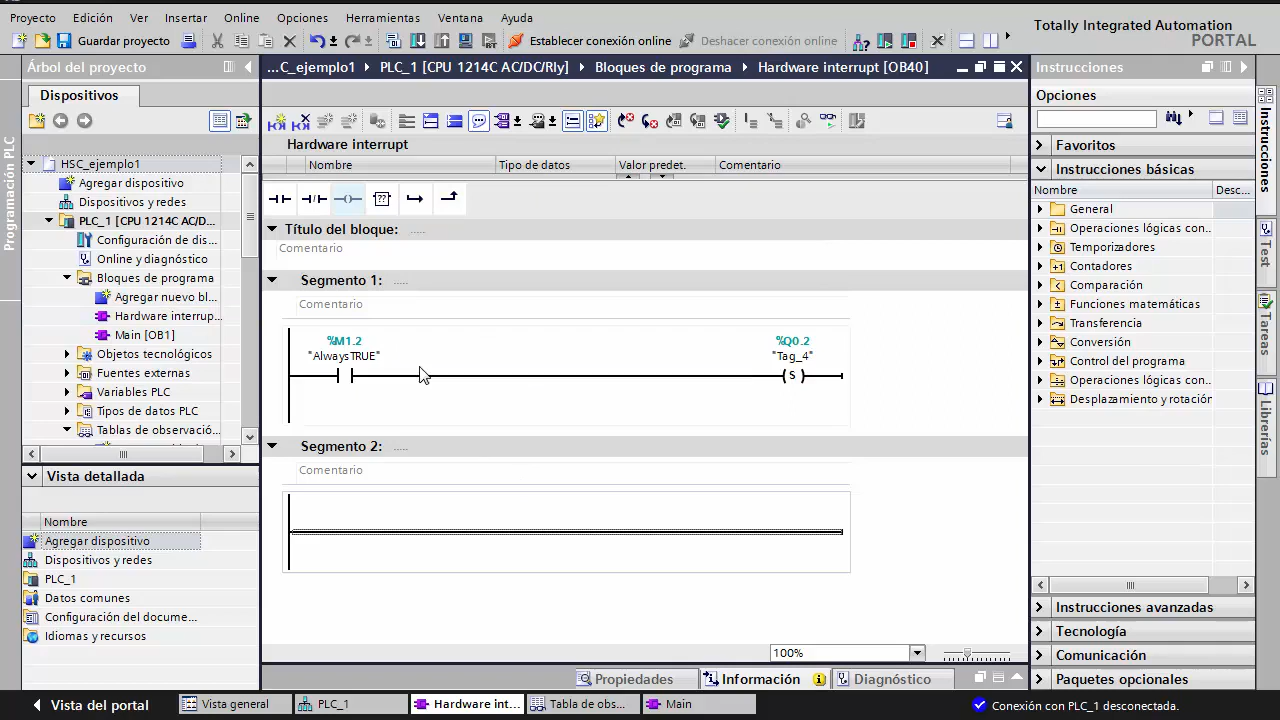 Proyecto Edición Ver Insertar Online Opciones Herramientas Ventana Ayuda
Totally Integrated Automation
PORTAL
Guardar proyecto Establecer conexión online Deshacer conexión online
Programación PLC
Árbol del proyecto
Dispositivos
HSC_ejemplo1
Agregar dispositivo
Dispositivos y redes
PLC_1 [CPU 1214C AC/D...
Configuración de dis...
Online y diagnóstico
Bloques de programa
Agregar nuevo bl...
Hardware interrup...
Main [OB1]
Objetos tecnológicos
Fuentes externas
Variables PLC
Tipos de datos PLC
Tablas de observació...
Vista detallada
Nombre
Agregar dispositivo
Dispositivos y redes
PLC_1
Datos comunes
Configuración del docume...
Idiomas y recursos
...C_ejemplo1 PLC_1 [CPU 1214C AC/DC/Rly] Bloques de programa Hardware interrupt [OB40]
Hardware interrupt
Nombre Tipo de datos Valor predet. Comentario
??
Título del bloque: .....
Comentario
Segmento 1: .....
Comentario
%M1.2 %Q0.2
"AlwaysTRUE" "Tag_4"
S
Segmento 2: .....
Comentario
100%
Propiedades Información Diagnóstico
Instrucciones
Opciones
Favoritos
Instrucciones básicas
Nombre Desc...
General
Operaciones lógicas con..
Temporizadores
Contadores
Comparación
Funciones matemáticas
Transferencia
Conversión
Control del programa
Operaciones lógicas con..
Desplazamiento y rotación
Instrucciones avanzadas
Tecnología
Comunicación
Paquetes opcionales
Instrucciones
Test
Tareas
Librerías
Vista del portal Vista general PLC_1 Hardware int... Tabla de obs... Main Conexión con PLC_1 desconectada.